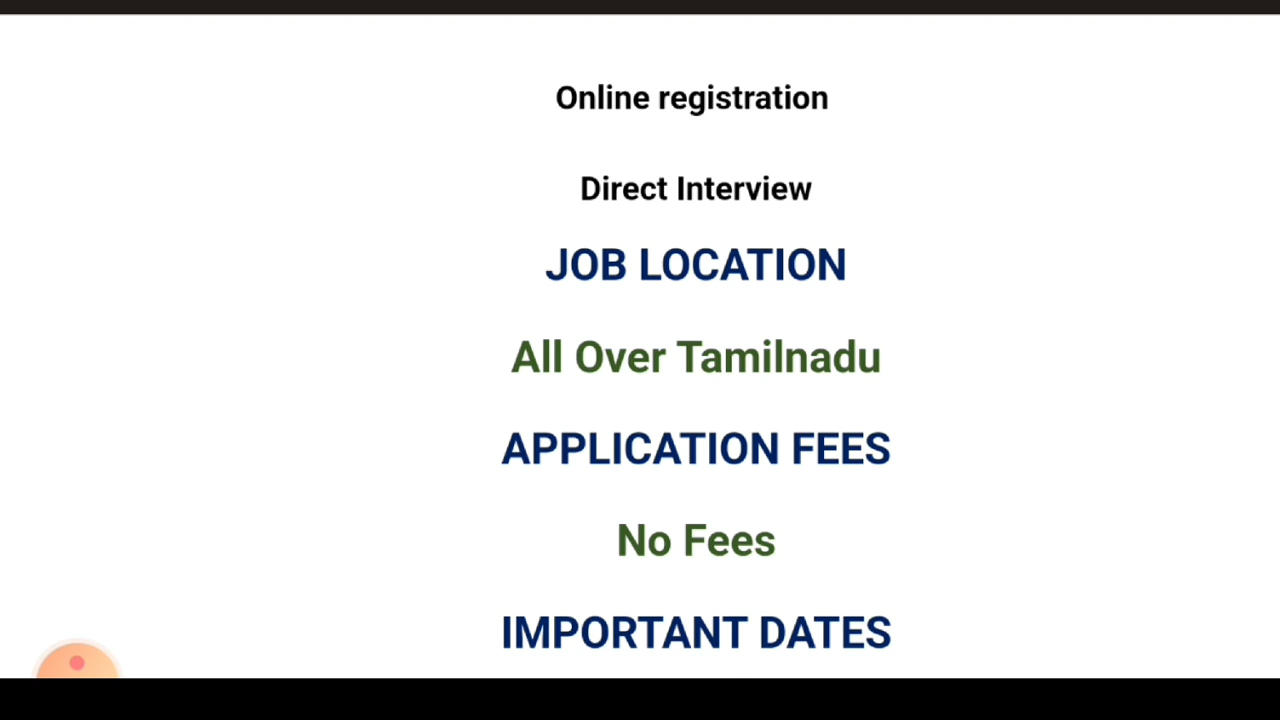 Online registration
Direct Interview
JOB LOCATION
All Over Tamilnadu
APPLICATION FEES
No Fees
IMPORTANT DATES